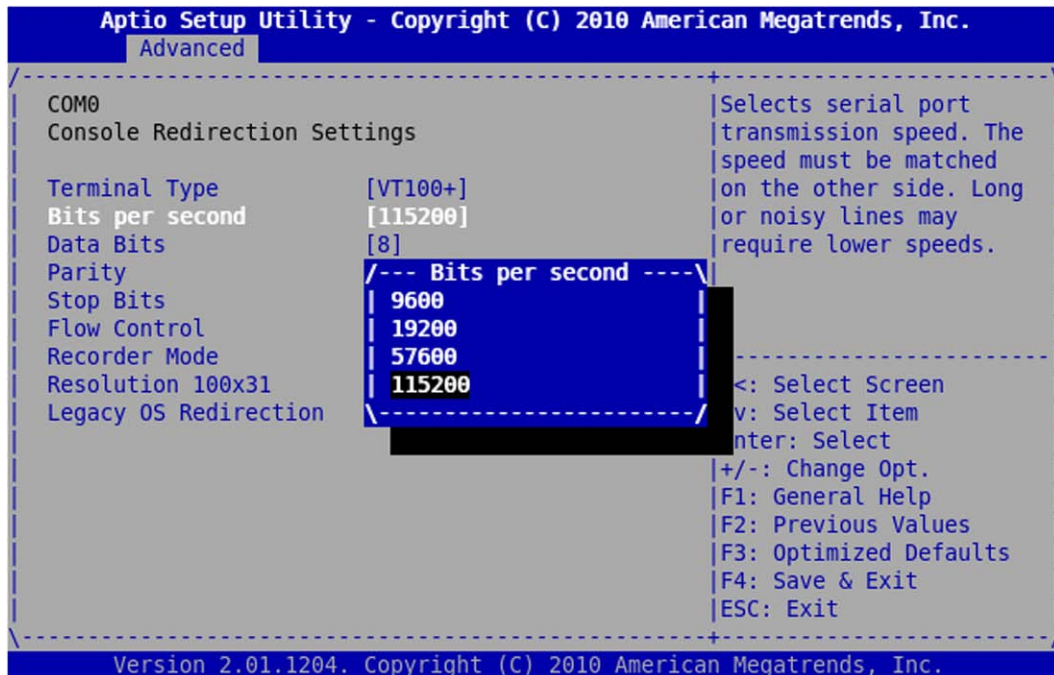 Aptio Setup Utility - Copyright (C) 2010 American Megatrends, Inc.
Advanced
COM0
Console Redirection Settings
Terminal Type [VT100+]
Bits per second [115200]
Data Bits [8]
Parity
Stop Bits
Flow Control
Recorder Mode
Resolution 100x31
Legacy OS Redirection
/--- Bits per second ----\
9600
19200
57600
115200
Selects serial port
transmission speed. The
speed must be matched
on the other side. Long
or noisy lines may
require lower speeds.
<: Select Screen
v: Select Item
nter: Select
+/-: Change Opt.
F1: General Help
F2: Previous Values
F3: Optimized Defaults
F4: Save & Exit
ESC: Exit
Version 2.01.1204. Copyright (C) 2010 American Megatrends, Inc.